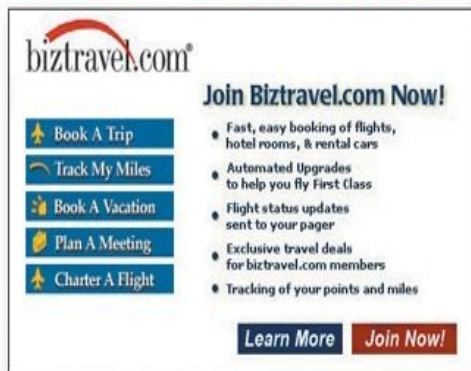 biztravel.com®
Book A Trip
Track My Miles
Book A Vacation
Plan A Meeting
Charter A Flight
Join Biztravel.com Now!
Fast, easy booking of flights,
hotel rooms, & rental cars
Automated Upgrades
to help you fly First Class
Flight status updates
sent to your pager
Exclusive travel deals
for biztravel.com members
Tracking of your points and miles
Learn More
Join Now!